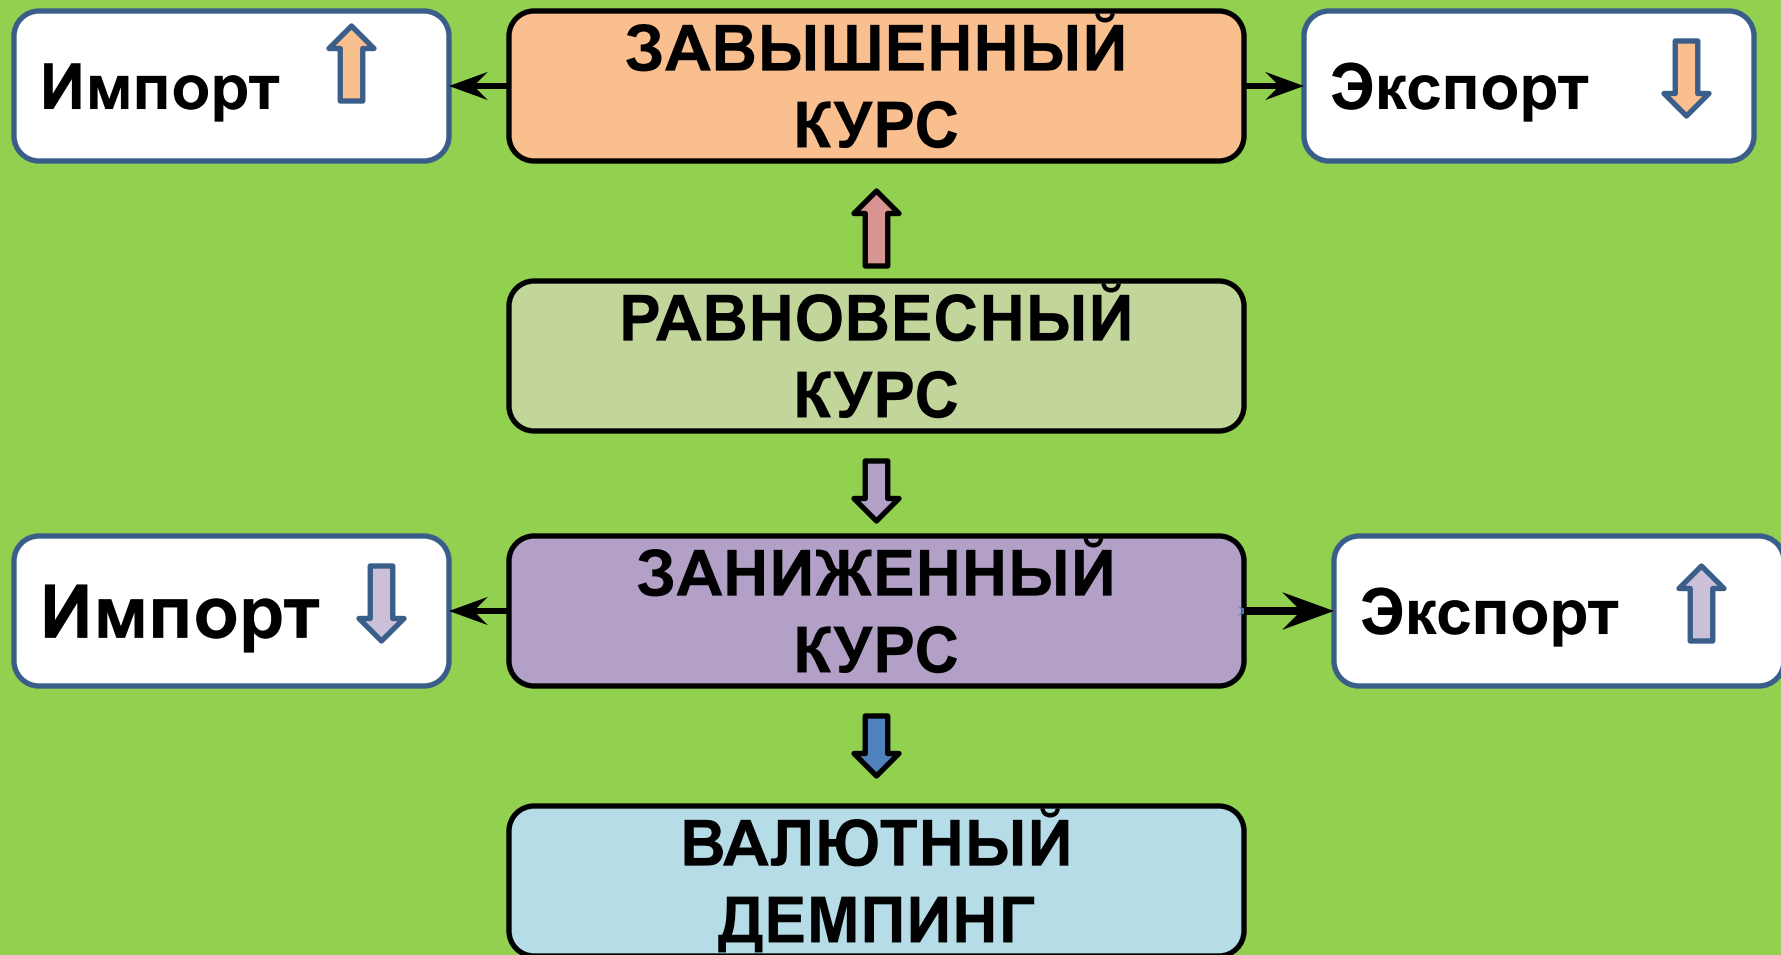 Импорт
ЗАВЫШЕННЫЙ
КУРС
Экспорт
РАВНОВЕСНЫЙ
КУРС
Импорт
ЗАНИЖЕННЫЙ
КУРС
Экспорт
ВАЛЮТНЫЙ
ДЕМПИНГ